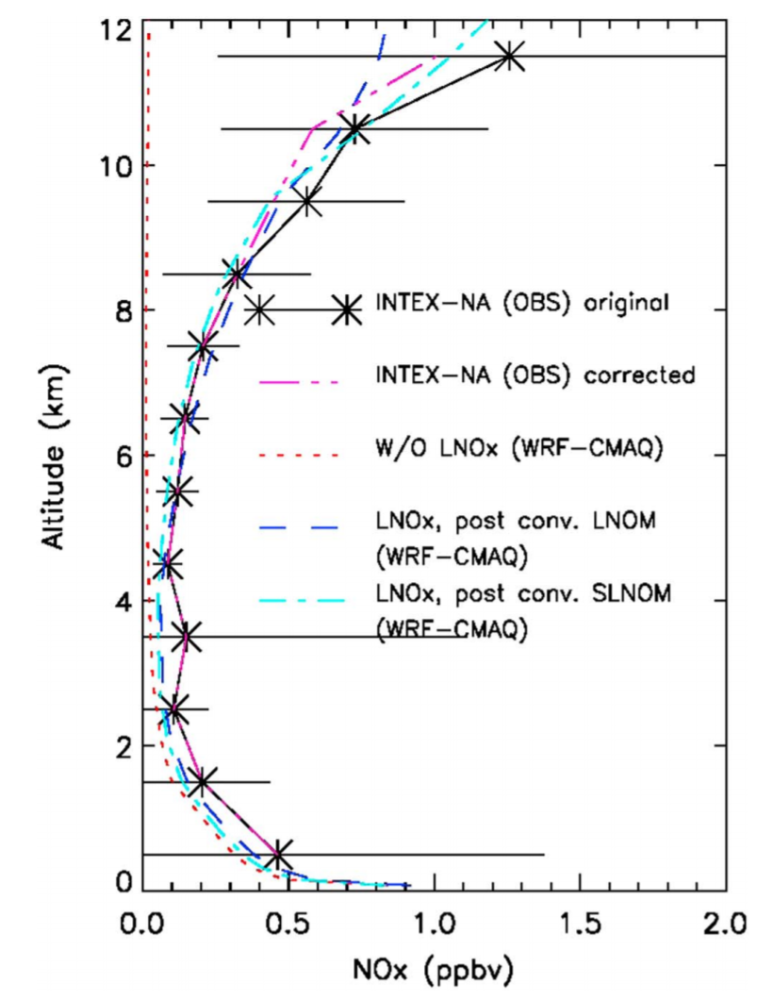 12
10
8
6
4
2
0
Altitude (km)
INTEX-NA (OBS) original
INTEX-NA (OBS) corrected
W/O LNOx (WRF-CMAQ)
LNOx, post conv. LNOM
(WRF-CMAQ)
LNOx, post conv. SLNOM
(WRF-CMAQ)
0.0 0.5 1.0 1.5 2.0
NOx (ppbv)